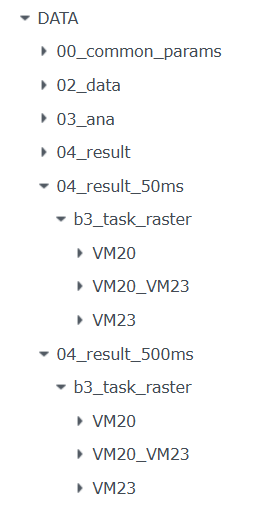 DATA
00_common_params
02_data
03_ana
04_result
04_result_50ms
b3_task_raster
VM20
VM20_VM23
VM23
04_result_500ms
b3_task_raster
VM20
VM20_VM23
VM23